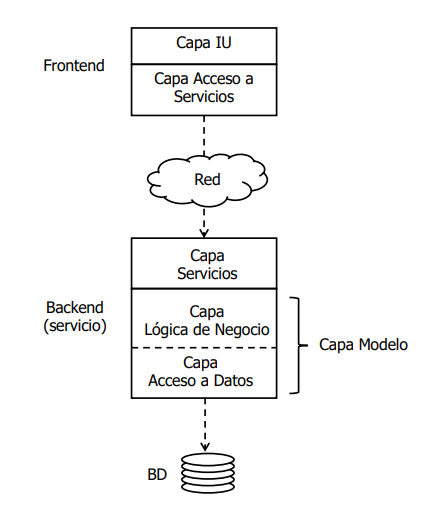 Capa IU
Frontend
Capa Acceso a
Servicios
Red
Capa
Servicios
Backend
(servicio)
Capa
Lógica de Negocio
Capa Modelo
Capa
Acceso a Datos
BD